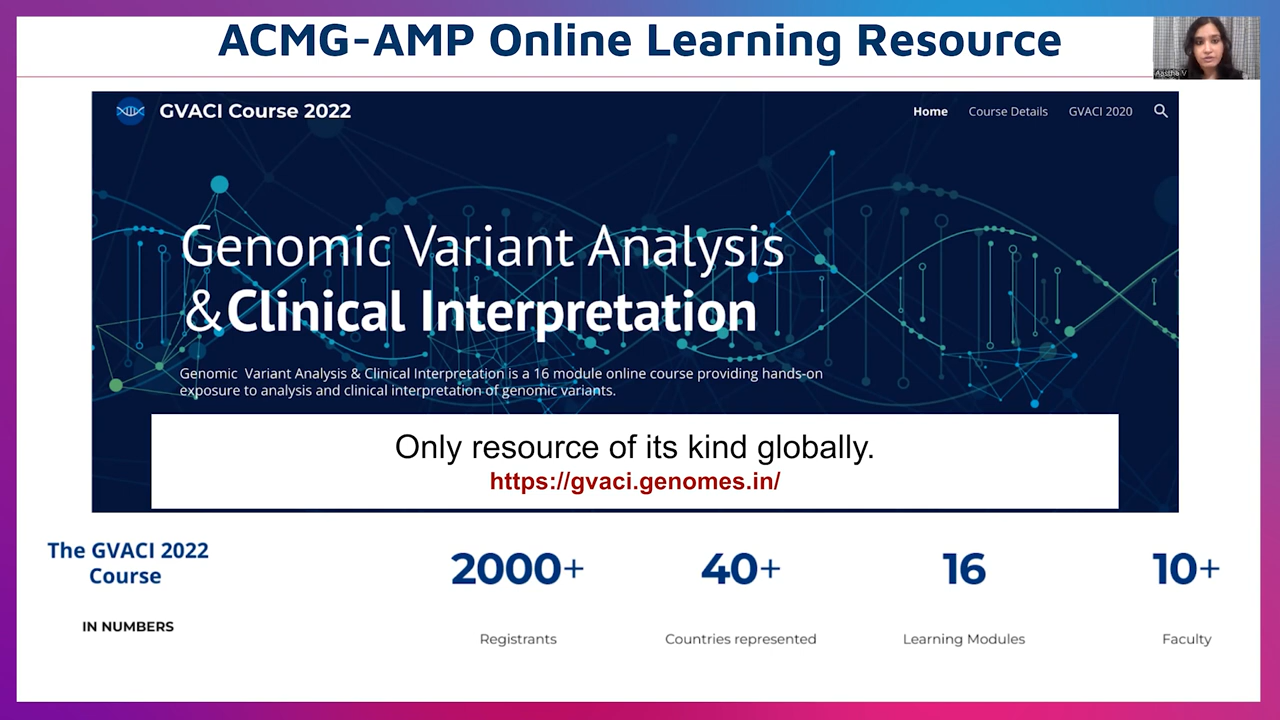 ACMG-AMP Online Learning Resource
Aastha V
GVACI Course 2022
Home Course Details GVACI 2020
Genomic Variant Analysis
&Clinical Interpretation
Genomic Variant Analysis & Clinical Interpretation is a 16 module online course providing hands-on
exposure to analysis and clinical interpretation of genomic variants.
Only resource of its kind globally.
https://gvaci.genomes.in/
The GVACI 2022
Course
IN NUMBERS
2000+
Registrants
40+
Countries represented
16
Learning Modules
10+
Faculty